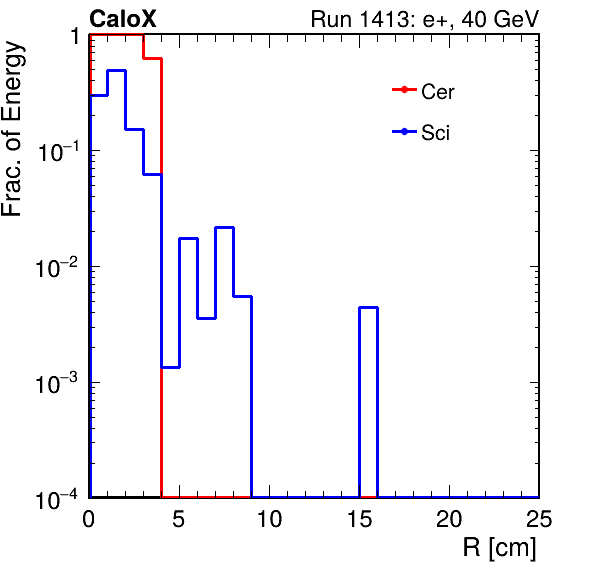 CaloX Run 1413: e+, 40 GeV
Frac. of Energy
1
10⁻¹
10⁻²
10⁻³
10⁻⁴
Cer
Sci
0 5 10 15 20 25
R [cm]